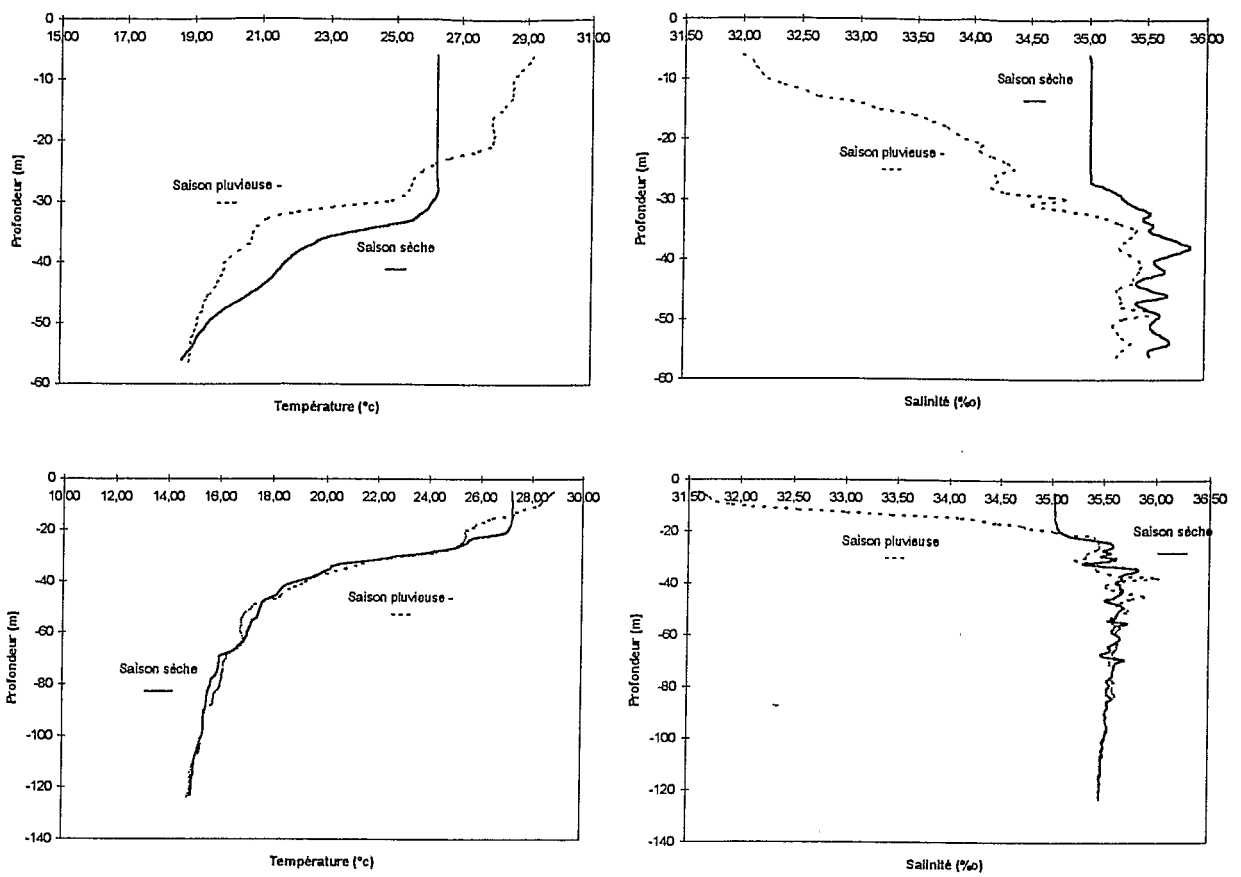 0
15,00 17,00 19,00 21,00 23,00 25,00 27,00 29,00 31,00
-10
-20
-30
-40
-50
-60
Profondeur (m)
Saison pluvieuse -
Saison sèche
Température (°c)
0
31,50 32,00 32,50 33,00 33,50 34,00 34,50 35,00 35,50 36,00
-10
-20
-30
-40
-50
-60
Profondeur (m)
Saison sèche
Saison pluvieuse -
Salinité (‰)
0
10,00 12,00 14,00 16,00 18,00 20,00 22,00 24,00 26,00 28,00 30,00
-20
-40
-60
-80
-100
-120
-140
Profondeur (m)
Saison pluvieuse -
Saison sèche
Température (°c)
0
31,50 32,00 32,50 33,00 33,50 34,00 34,50 35,00 35,50 36,00 36,50
-20
-40
-60
-80
-100
-120
-140
Profondeur (m)
Saison sèche
Saison pluvieuse
Salinité (‰)